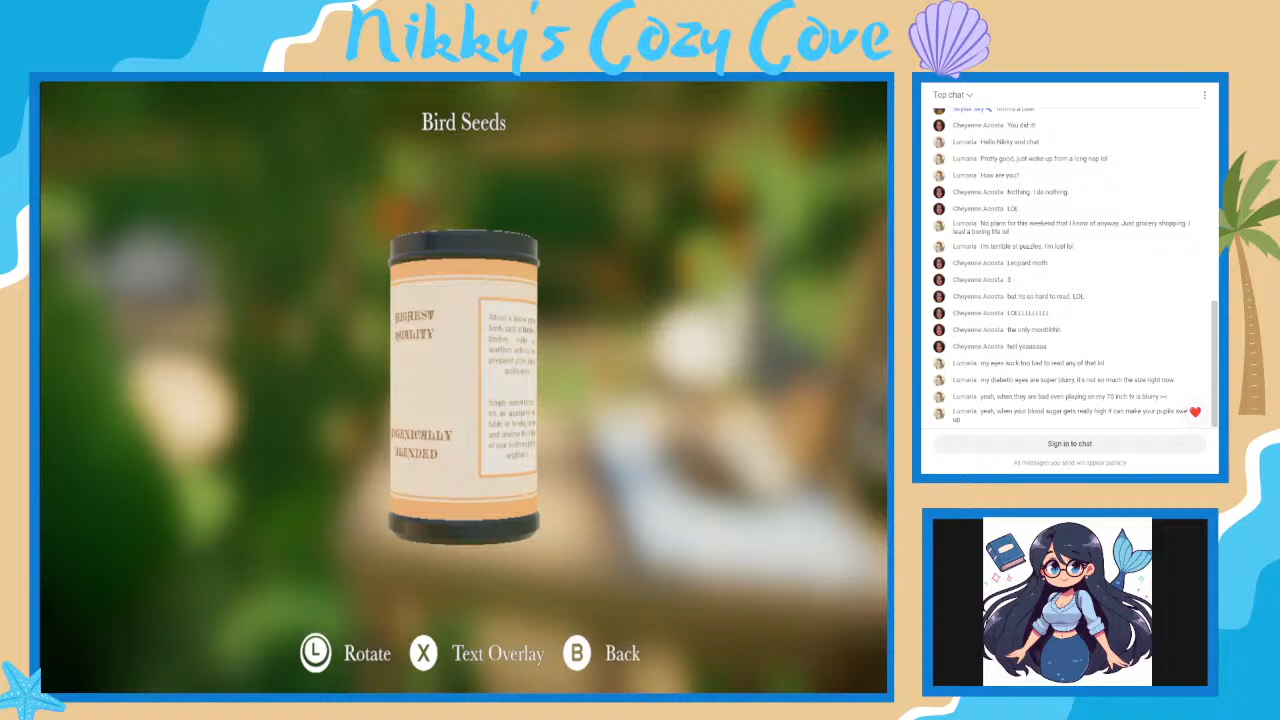 Nikky's Cozy Cove
Bird Seeds
HIGHEST
QUALITY
BLENDED
L Rotate X Text Overlay B Back
Top chat
Cheyenne Acosta You did it!
Lumaria Hello Nikky and chat
Lumaria Pretty good, just woke up from a long nap lol
Lumaria How are you?
Cheyenne Acosta Nothing. I do nothing.
Cheyenne Acosta LOL
Lumaria No plans for this weekend that I know of anyway. Just grocery shopping. I
lead a boring life lol
Lumaria I'm terrible at puzzles. I'm lost lol
Cheyenne Acosta Leopard moth
Cheyenne Acosta 3
Cheyenne Acosta but its so hard to read. LOL
Cheyenne Acosta LOLLLLLLLLLL
Cheyenne Acosta the only monthhhh
Cheyenne Acosta hell yeaaaaaa
Lumaria my eyes suck too bad to read any of that lol
Lumaria my diabetic eyes are super blurry, it's not so much the size right now.
Lumaria yeah, when they are bad even playing on my 70 inch tv is blurry ><
Lumaria yeah, when your blood sugar gets really high it can make your pupils swe
up
Sign in to chat
All messages you send will appear publicly